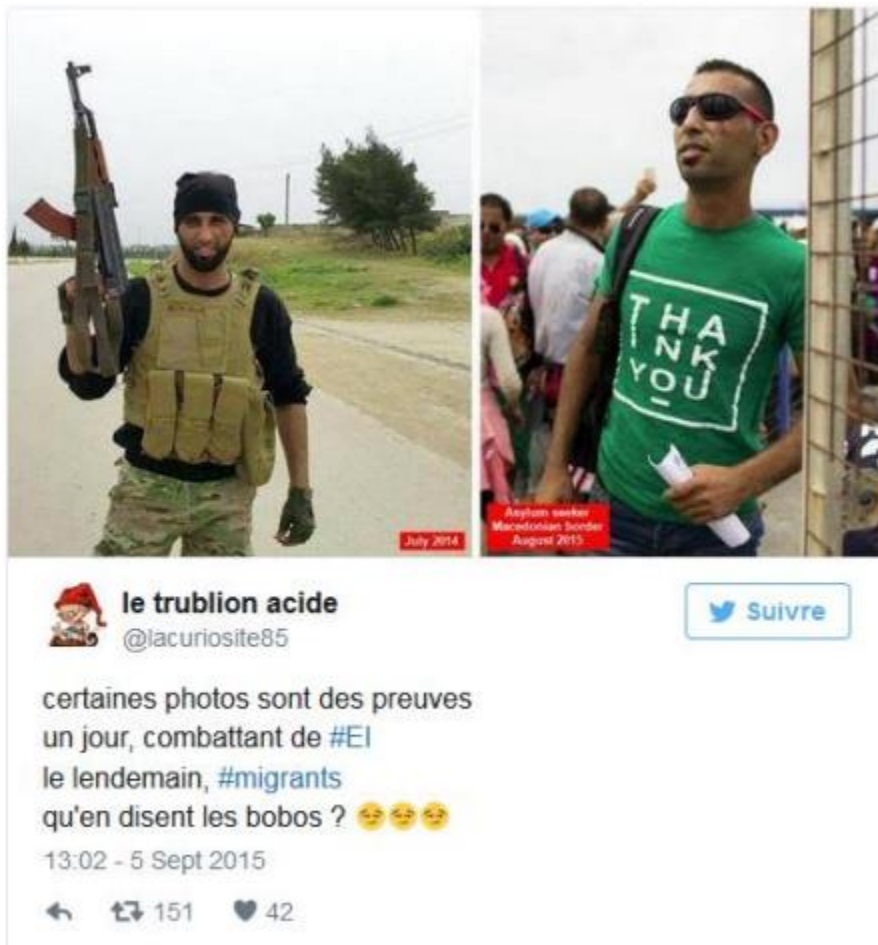 July 2014
THA
NK
YOU
Asylum seeker
Macedonian border
August 2015
le trublion acide
@lacuriosite85
Suivre
certaines photos sont des preuves
un jour, combattant de #EI
le lendemain, #migrants
qu'en disent les bobos ? 😏😏😏
13:02 - 5 Sept 2015
151
42